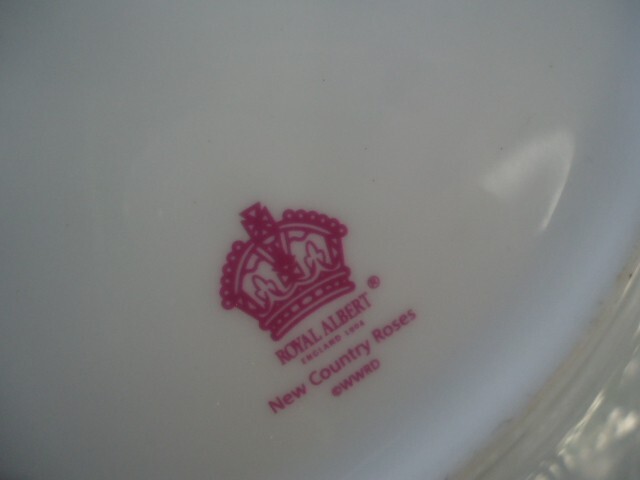 ROYAL ALBERT ®
ENGLAND 1904
New Country Roses
©WWRD